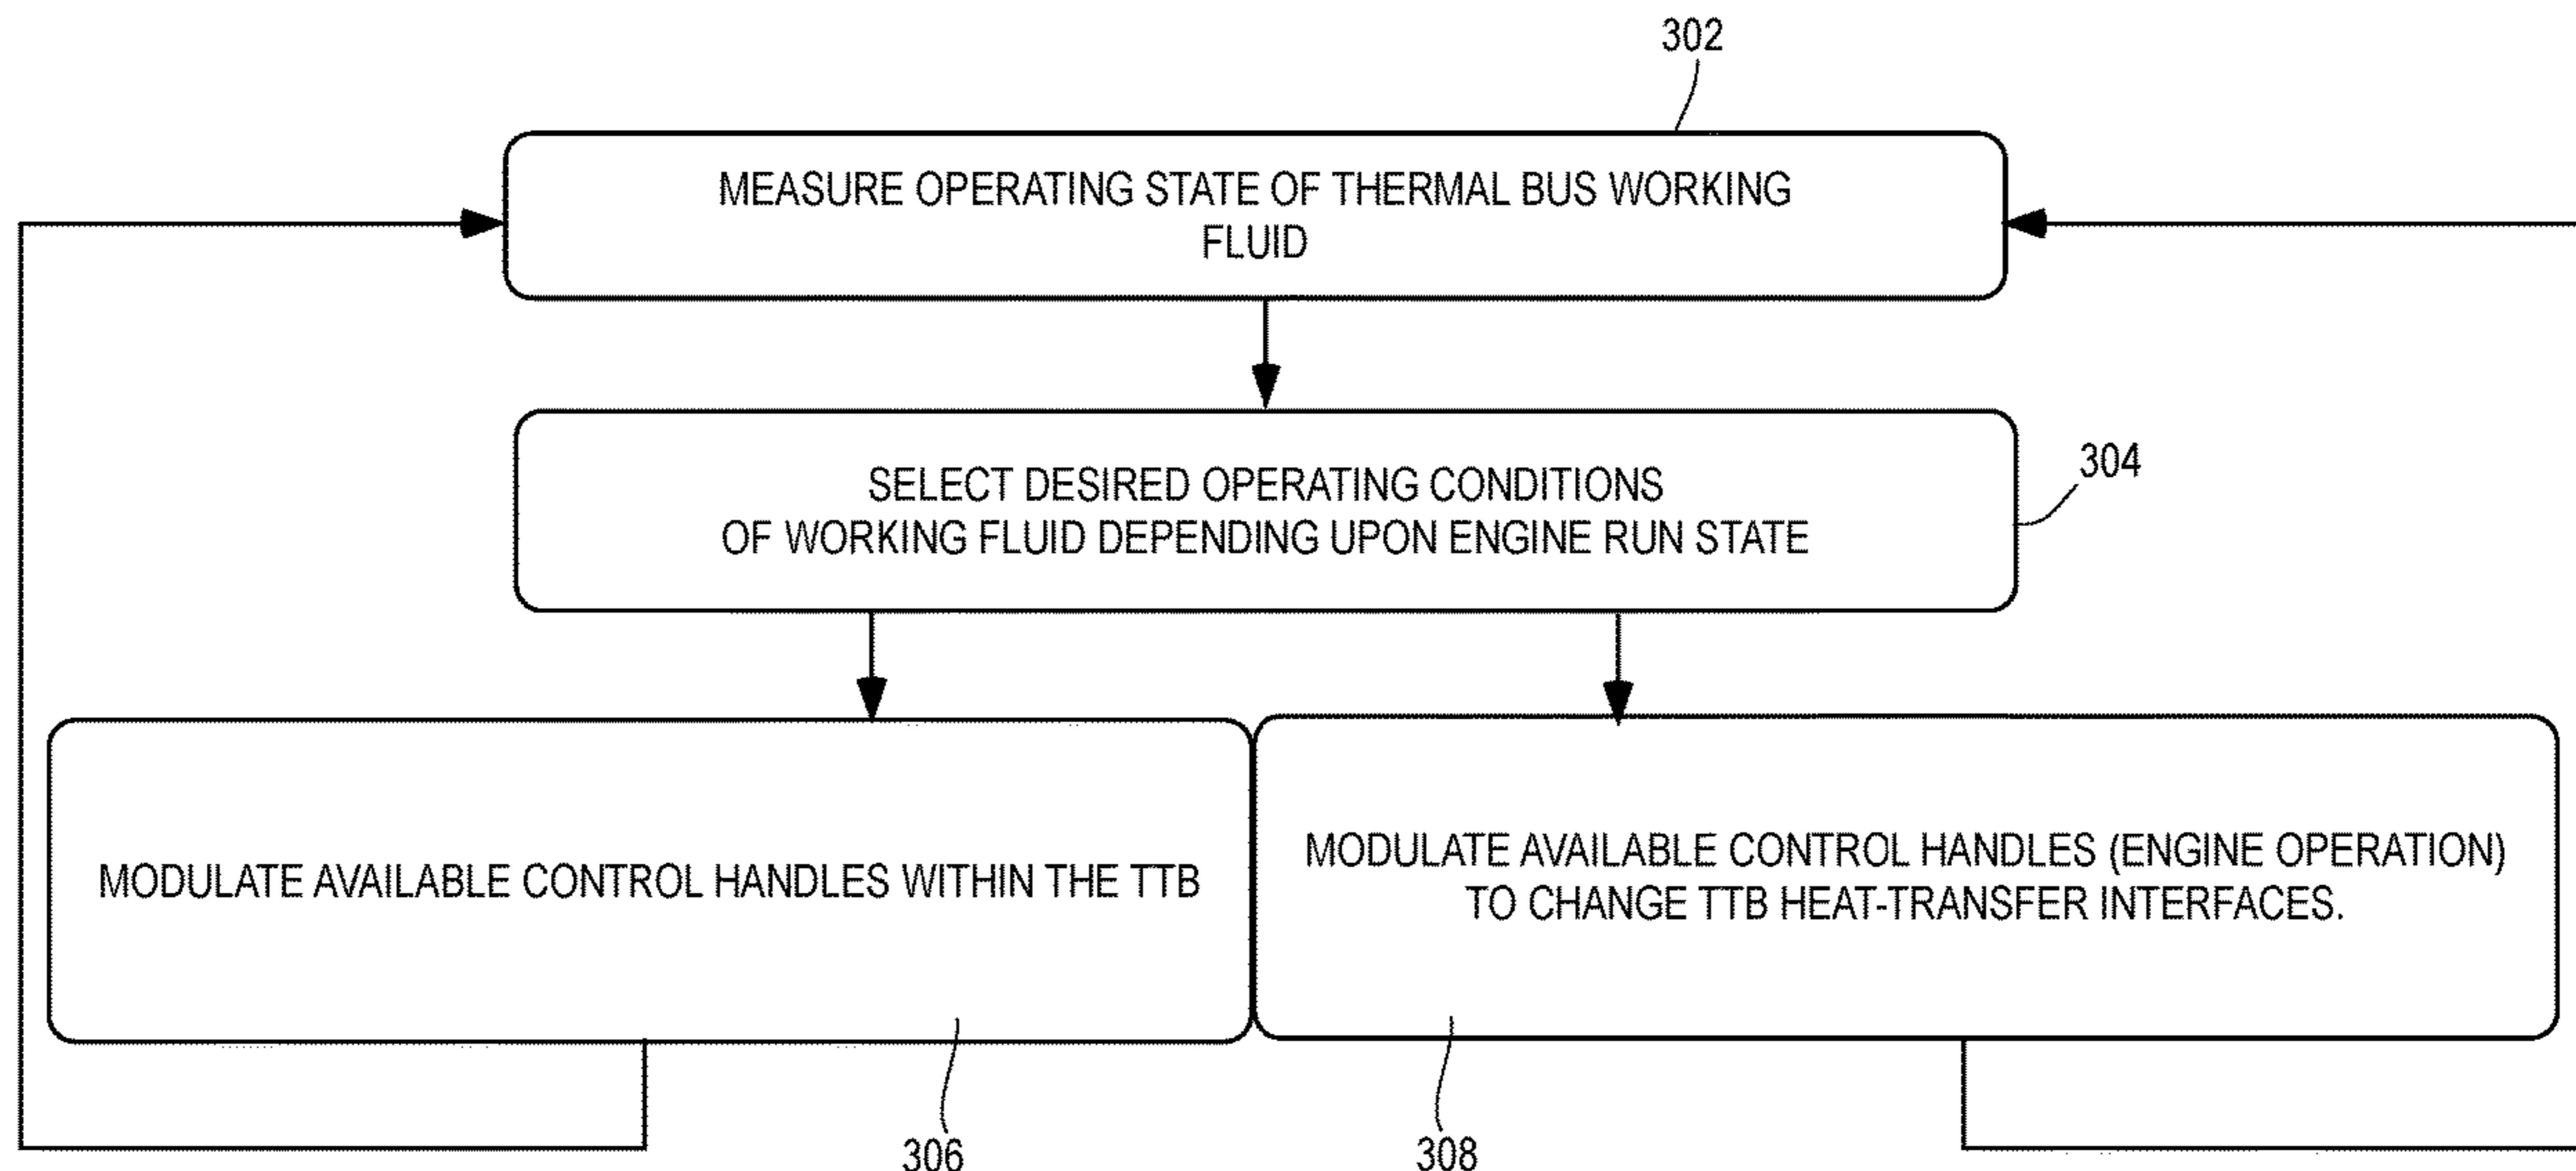 302
MEASURE OPERATING STATE OF THERMAL BUS WORKING
FLUID
SELECT DESIRED OPERATING CONDITIONS
OF WORKING FLUID DEPENDING UPON ENGINE RUN STATE
304
MODULATE AVAILABLE CONTROL HANDLES WITHIN THE TTB
MODULATE AVAILABLE CONTROL HANDLES (ENGINE OPERATION)
TO CHANGE TTB HEAT-TRANSFER INTERFACES.
306
308